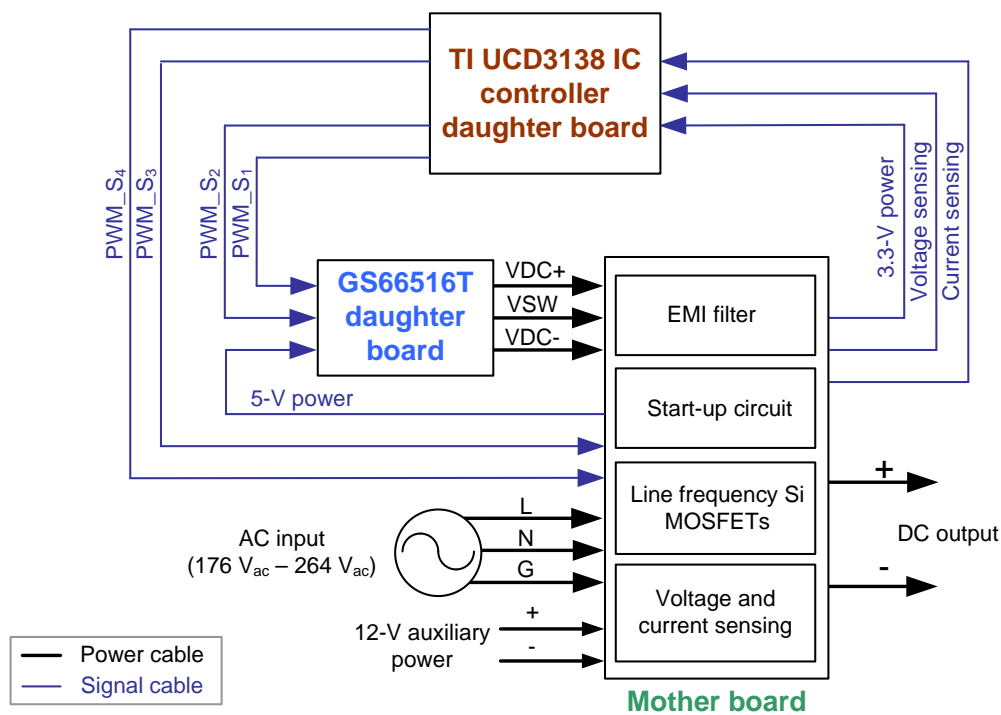 TI UCD3138 IC
controller
daughter board
PWM_S4
PWM_S3
PWM_S2
PWM_S1
3.3-V power
Voltage sensing
Current sensing
GS66516T
daughter
board
VDC+
VSW
VDC-
EMI filter
5-V power
Start-up circuit
Line frequency Si
MOSFETs
+
DC output
-
AC input
(176 Vac – 264 Vac)
L
N
G
Voltage and
current sensing
12-V auxiliary
power
+
-
Power cable
Signal cable
Mother board